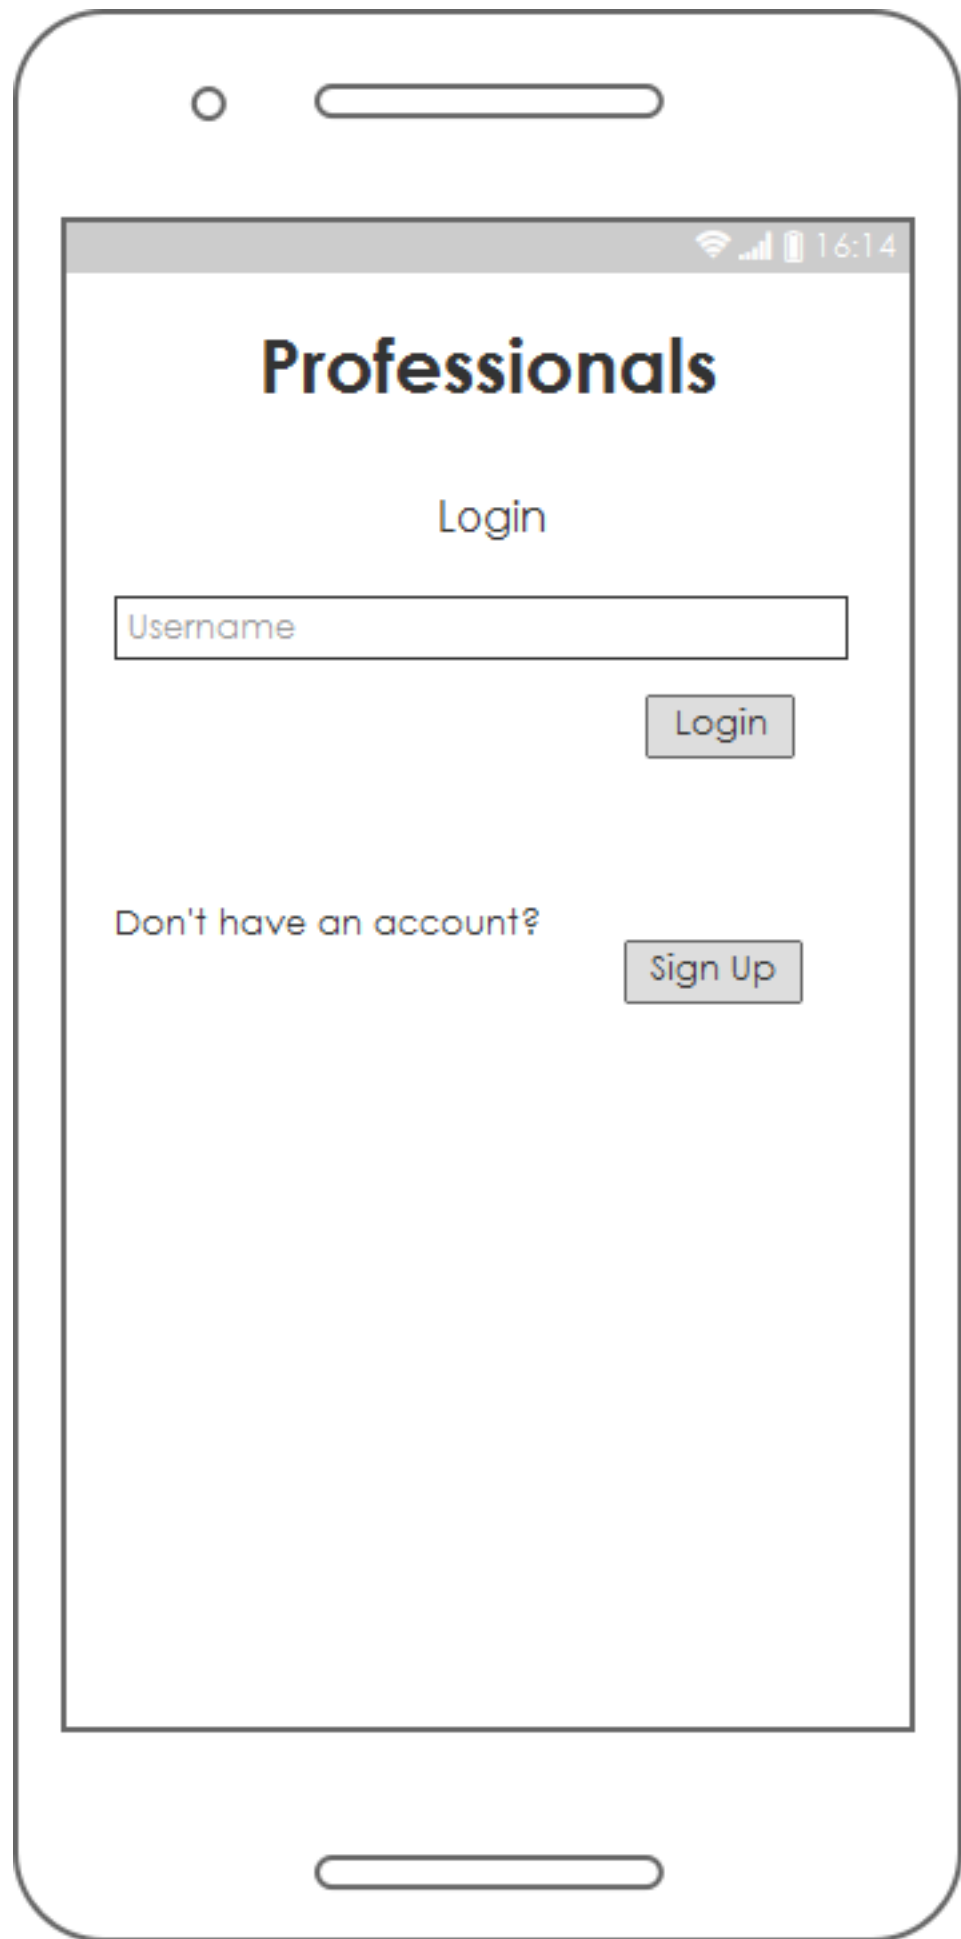 16:14
Professionals
Login
Username
Login
Don't have an account?
Sign Up